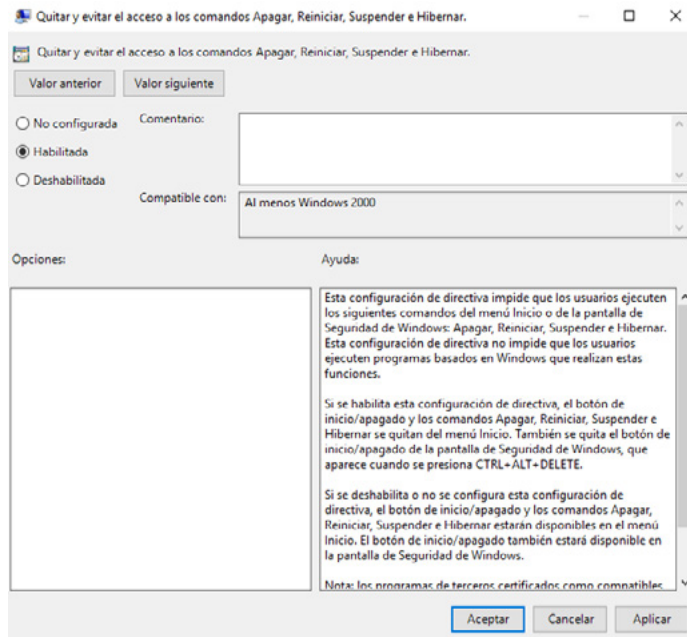 Quitar y evitar el acceso a los comandos Apagar, Reiniciar, Suspender e Hibernar.
Quitar y evitar el acceso a los comandos Apagar, Reiniciar, Suspender e Hibernar.
Valor anterior
Valor siguiente
No configurada
Comentario:
Habilitada
Deshabilitada
Compatible con:
Al menos Windows 2000
Opciones:
Ayuda:
Esta configuración de directiva impide que los usuarios ejecuten
los siguientes comandos del menú Inicio o de la pantalla de
Seguridad de Windows: Apagar, Reiniciar, Suspender e Hibernar.
Esta configuración de directiva no impide que los usuarios
ejecuten programas basados en Windows que realizan estas
funciones.
Si se habilita esta configuración de directiva, el botón de
inicio/apagado y los comandos Apagar, Reiniciar, Suspender e
Hibernar se quitan del menú Inicio. También se quita el botón de
inicio/apagado de la pantalla de Seguridad de Windows, que
aparece cuando se presiona CTRL+ALT+DELETE.
Si se deshabilita o no se configura esta configuración de
directiva, el botón de inicio/apagado y los comandos Apagar,
Reiniciar, Suspender e Hibernar estarán disponibles en el menú
Inicio. El botón de inicio/apagado también estará disponible en
la pantalla de Seguridad de Windows.
Nota: los programas de terceros certificados como compatibles
Aceptar
Cancelar
Aplicar